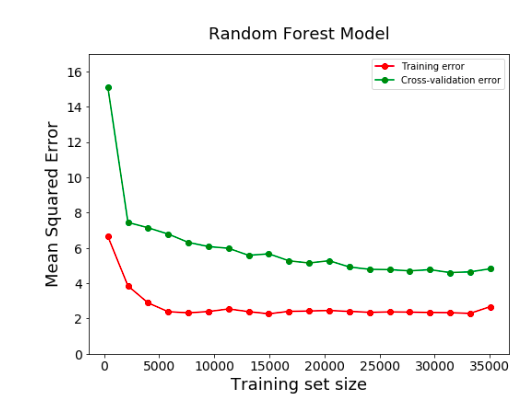 Random Forest Model
Training error
Cross-validation error
Mean Squared Error
16
14
12
10
8
6
4
2
0
0 5000 10000 15000 20000 25000 30000 35000
Training set size